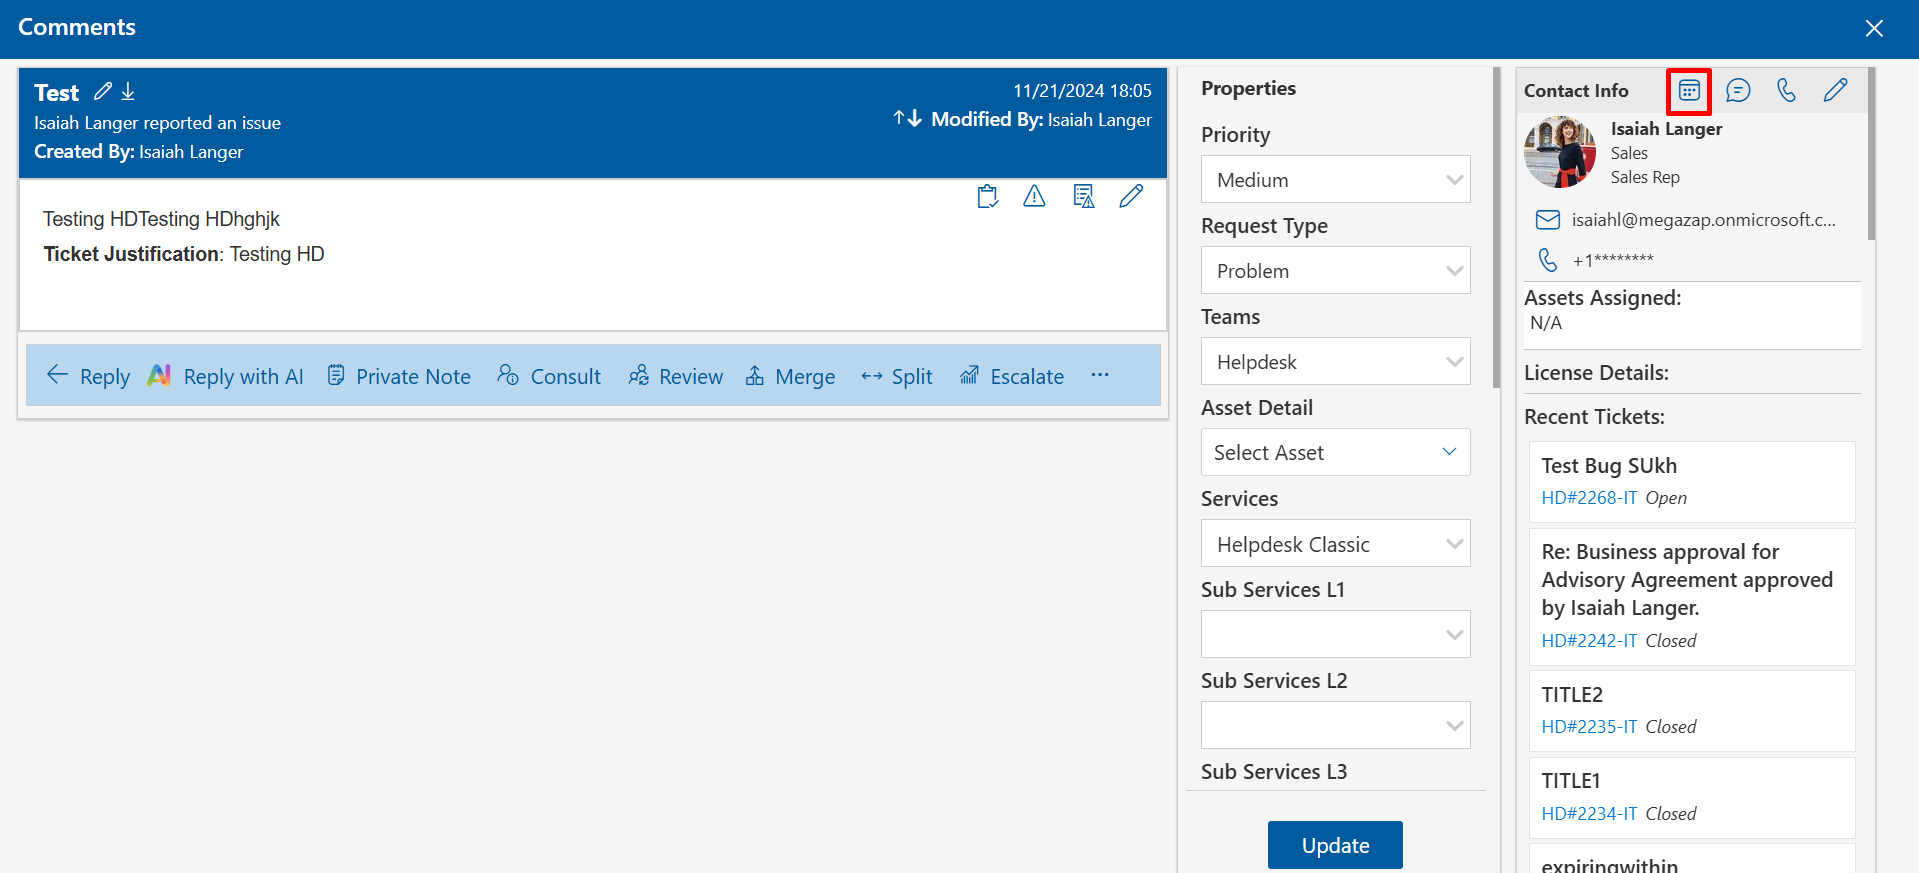 Comments
Test
11/21/2024 18:05
Isaiah Langer reported an issue
Modified By: Isaiah Langer
Created By: Isaiah Langer
Testing HDTesting HDhghjk
Ticket Justification: Testing HD
Reply
Reply with AI
Private Note
Consult
Review
Merge
Split
Escalate
Properties
Priority
Medium
Request Type
Problem
Teams
Helpdesk
Asset Detail
Select Asset
Services
Helpdesk Classic
Sub Services L1
Sub Services L2
Sub Services L3
Update
Contact Info
Isaiah Langer
Sales
Sales Rep
isaiahl@megazap.onmicrosoft.c...
+1********
Assets Assigned:
N/A
License Details:
Recent Tickets:
Test Bug SUkh
HD#2268-IT Open
Re: Business approval for
Advisory Agreement approved
by Isaiah Langer.
HD#2242-IT Closed
TITLE2
HD#2235-IT Closed
TITLE1
HD#2234-IT Closed
expiringwithin